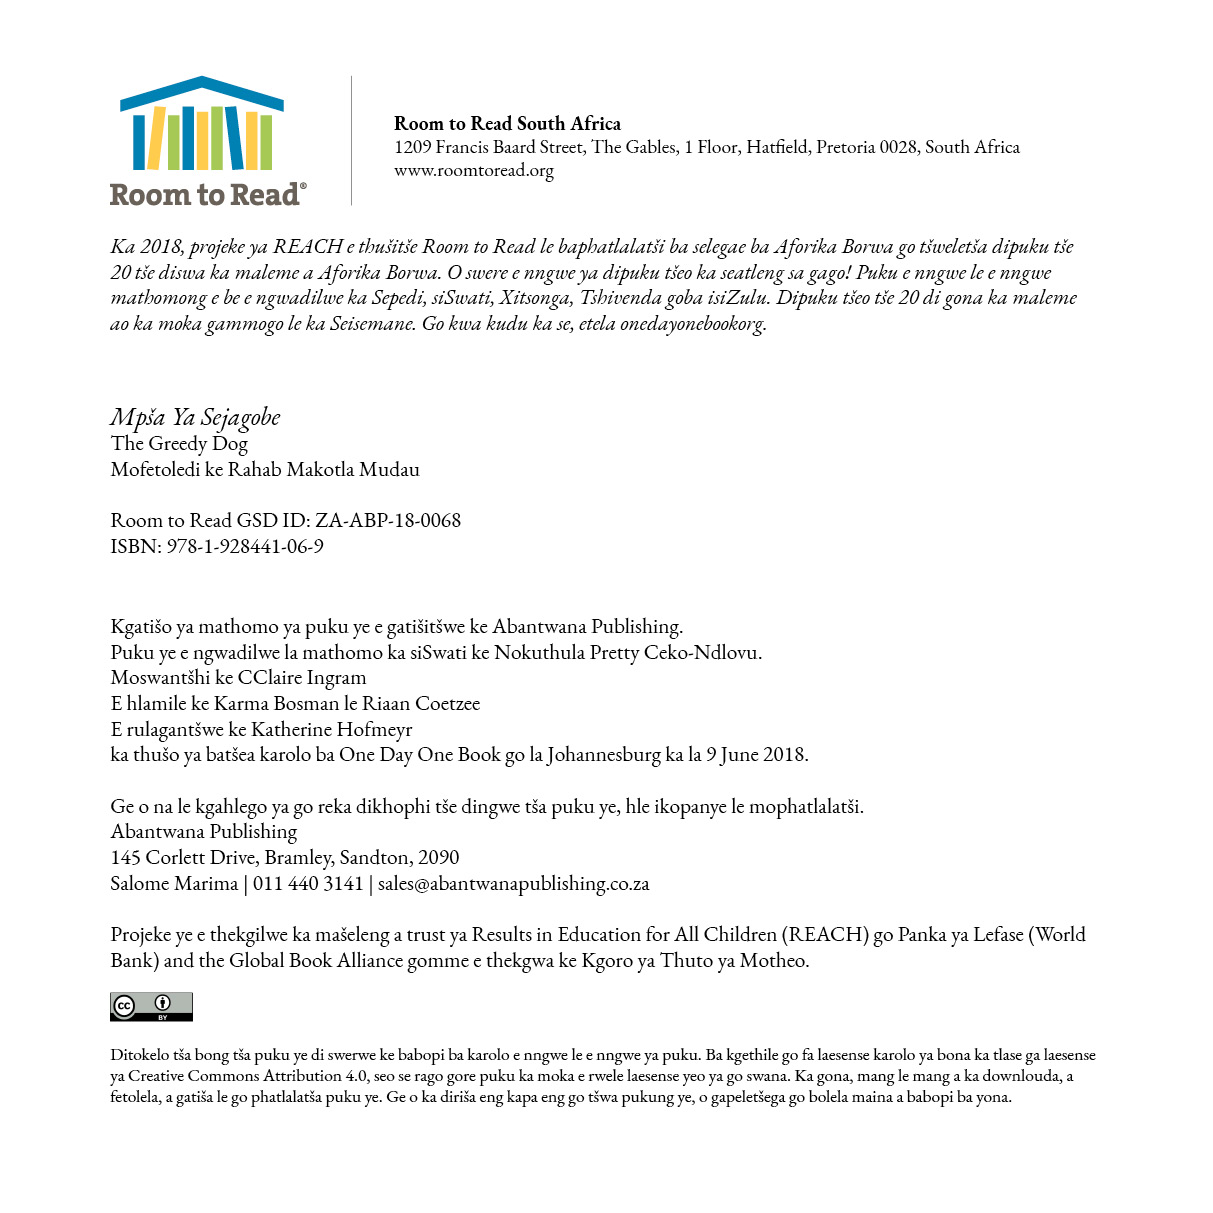 Room to Read®
Room to Read South Africa
1209 Francis Baard Street, The Gables, 1 Floor, Hatfield, Pretoria 0028, South Africa
www.roomtoread.org
Ka 2018, projeke ya REACH e thušitše Room to Read le baphatlalatši ba selegae ba Aforika Borwa go tšweletša dipuku tše
20 tše diswa ka maleme a Aforika Borwa. O swere e nngwe ya dipuku tšeo ka seatleng sa gago! Puku e nngwe le e nngwe
mathomong e be e ngwadilwe ka Sepedi, siSwati, Xitsonga, Tshivenda goba isiZulu. Dipuku tšeo tše 20 di gona ka maleme
ao ka moka gammogo le ka Seisemane. Go kwa kudu ka se, etela onedayonebookorg.
Mpša Ya Sejagobe
The Greedy Dog
Mofetoledi ke Rahab Makotla Mudau
Room to Read GSD ID: ZA-ABP-18-0068
ISBN: 978-1-928441-06-9
Kgatišo ya mathomo ya puku ye e gatišitšwe ke Abantwana Publishing.
Puku ye e ngwadilwe la mathomo ka siSwati ke Nokuthula Pretty Ceko-Ndlovu.
Moswantšhi ke CClaire Ingram
E hlamile ke Karma Bosman le Riaan Coetzee
E rulagantšwe ke Katherine Hofmeyr
ka thušo ya batšea karolo ba One Day One Book go la Johannesburg ka la 9 June 2018.
Ge o na le kgahlego ya go reka dikhophi tše dingwe tša puku ye, hle ikopanye le mophatlalatši.
Abantwana Publishing
145 Corlett Drive, Bramley, Sandton, 2090
Salome Marima | 011 440 3141 | sales@abantwanapublishing.co.za
Projeke ye e thekgilwe ka mašeleng a trust ya Results in Education for All Children (REACH) go Panka ya Lefase (World
Bank) and the Global Book Alliance gomme e thekgwa ke Kgoro ya Thuto ya Motheo.
cc BY
Ditokelo tša bong tša puku ye di swerwe ke babopi ba karolo e nngwe le e nngwe ya puku. Ba kgethile go fa laesense karolo ya bona ka tlase ga laesense
ya Creative Commons Attribution 4.0, seo se rago gore puku ka moka e rwele laesense yeo ya go swana. Ka gona, mang le mang a ka downlouda, a
fetolela, a gatiša le go phatlalatša puku ye. Ge o ka diriša eng kapa eng go tšwa pukung ye, o gapeletšega go bolela maina a babopi ba yona.